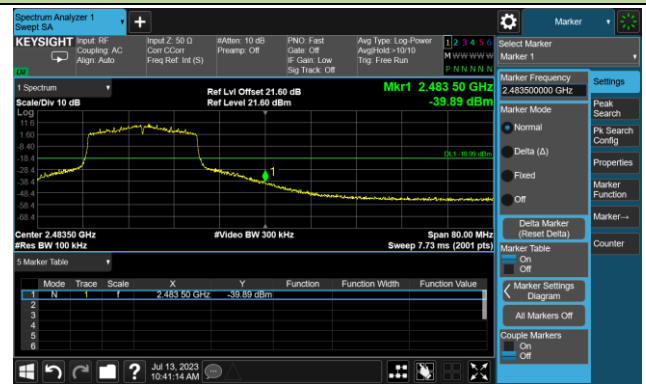 Spectrum Analyzer 1
Swept SA
Marker
KEYSIGHT
Input: RF
Coupling: AC
Align: Auto
Input Z: 50 Ω
Corr CCorr
Freq Ref: Int (S)
#Atten: 10 dB
Preamp: Off
PNO: Fast
Gate: Off
IF Gain: Low
Sig Track: Off
Avg Type: Log-Power
Avg|Hold:>10/10
Trig: Free Run
1 2 3 4 5 6
M W W W W W
P N N N N N
Select Marker
Marker 1
Marker Frequency
2.483500000 GHz
Marker Mode
Normal
Delta (Δ)
Fixed
Off
Delta Marker
(Reset Delta)
Marker Table
On
Off
Marker Settings
Diagram
All Markers Off
Couple Markers
On
Off
Settings
Peak
Search
Pk Search
Config
Properties
Marker
Function
Marker→
Counter
1 Spectrum
Scale/Div 10 dB
Ref Lvl Offset 21.60 dB
Ref Level 21.60 dBm
Mkr1 2.483 50 GHz
-39.89 dBm
Log
11.6
1.60
-8.40
-18.4
-28.4
-38.4
-48.4
-58.4
-68.4
DL1 -18.99 dBm
1
Center 2.48350 GHz
#Res BW 100 kHz
#Video BW 300 kHz
Span 80.00 MHz
Sweep 7.73 ms (2001 pts)
5 Marker Table
Mode Trace Scale X Y Function Function Width Function Value
1 N 1 f 2.483 50 GHz -39.89 dBm
2
3
4
5
6
?
Jul 13, 2023
10:41:14 AM